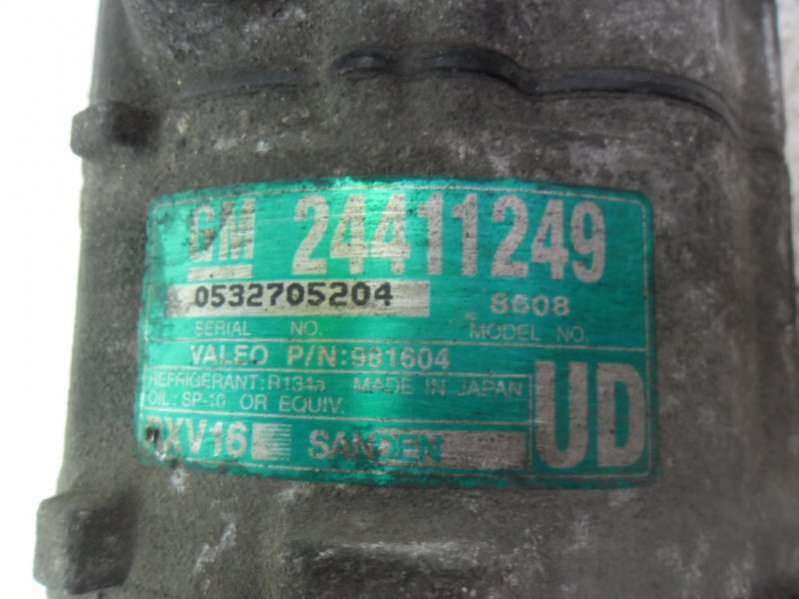 GM 24411249
0532705204 8608
SERIAL NO. MODEL NO.
VALEO P/N:981604
REFRIGERANT:R134a MADE IN JAPAN
OIL:SP-10 OR EQUIV.
PXV16 SANDEN UD